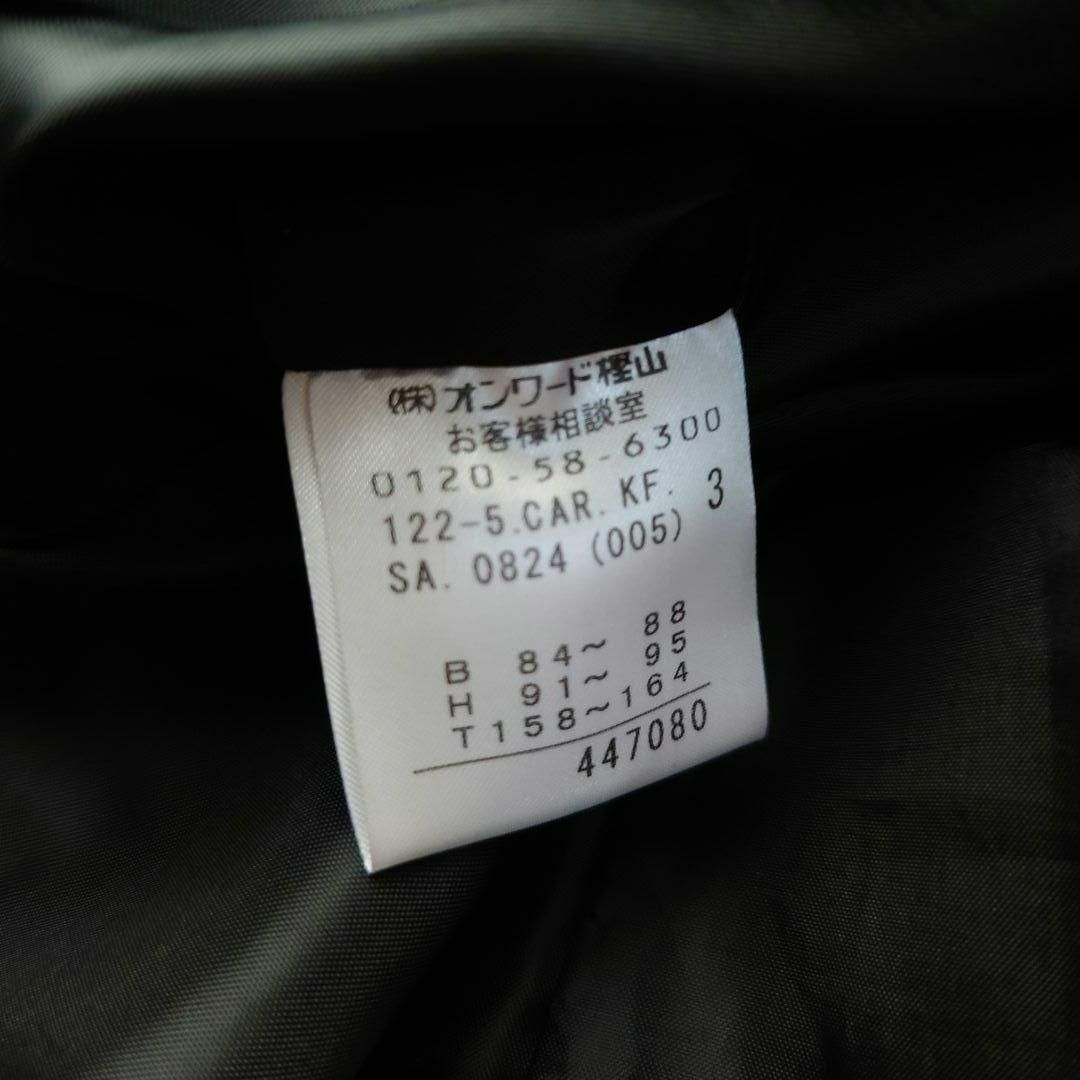 (株)オンワード樫山
お客様相談室
0120-58-6300
122-5.CAR.KF. 3
SA. 0824 (005)
B 84~ 88
H 91~ 95
T158~164
447080